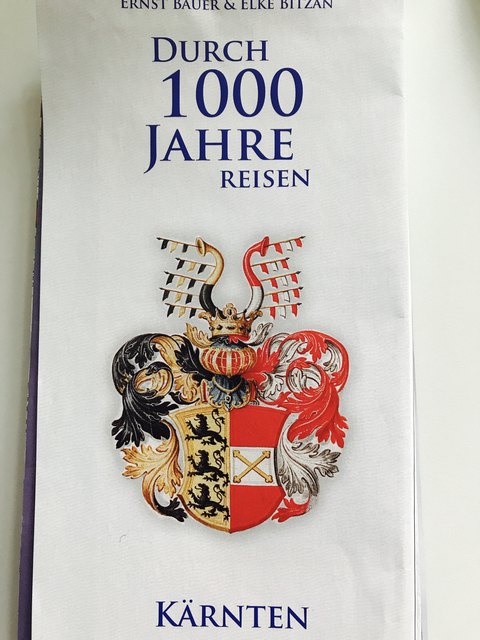 ERNST BAUER & ELKE BITZAN
DURCH
1000
JAHRE
REISEN
KÄRNTEN